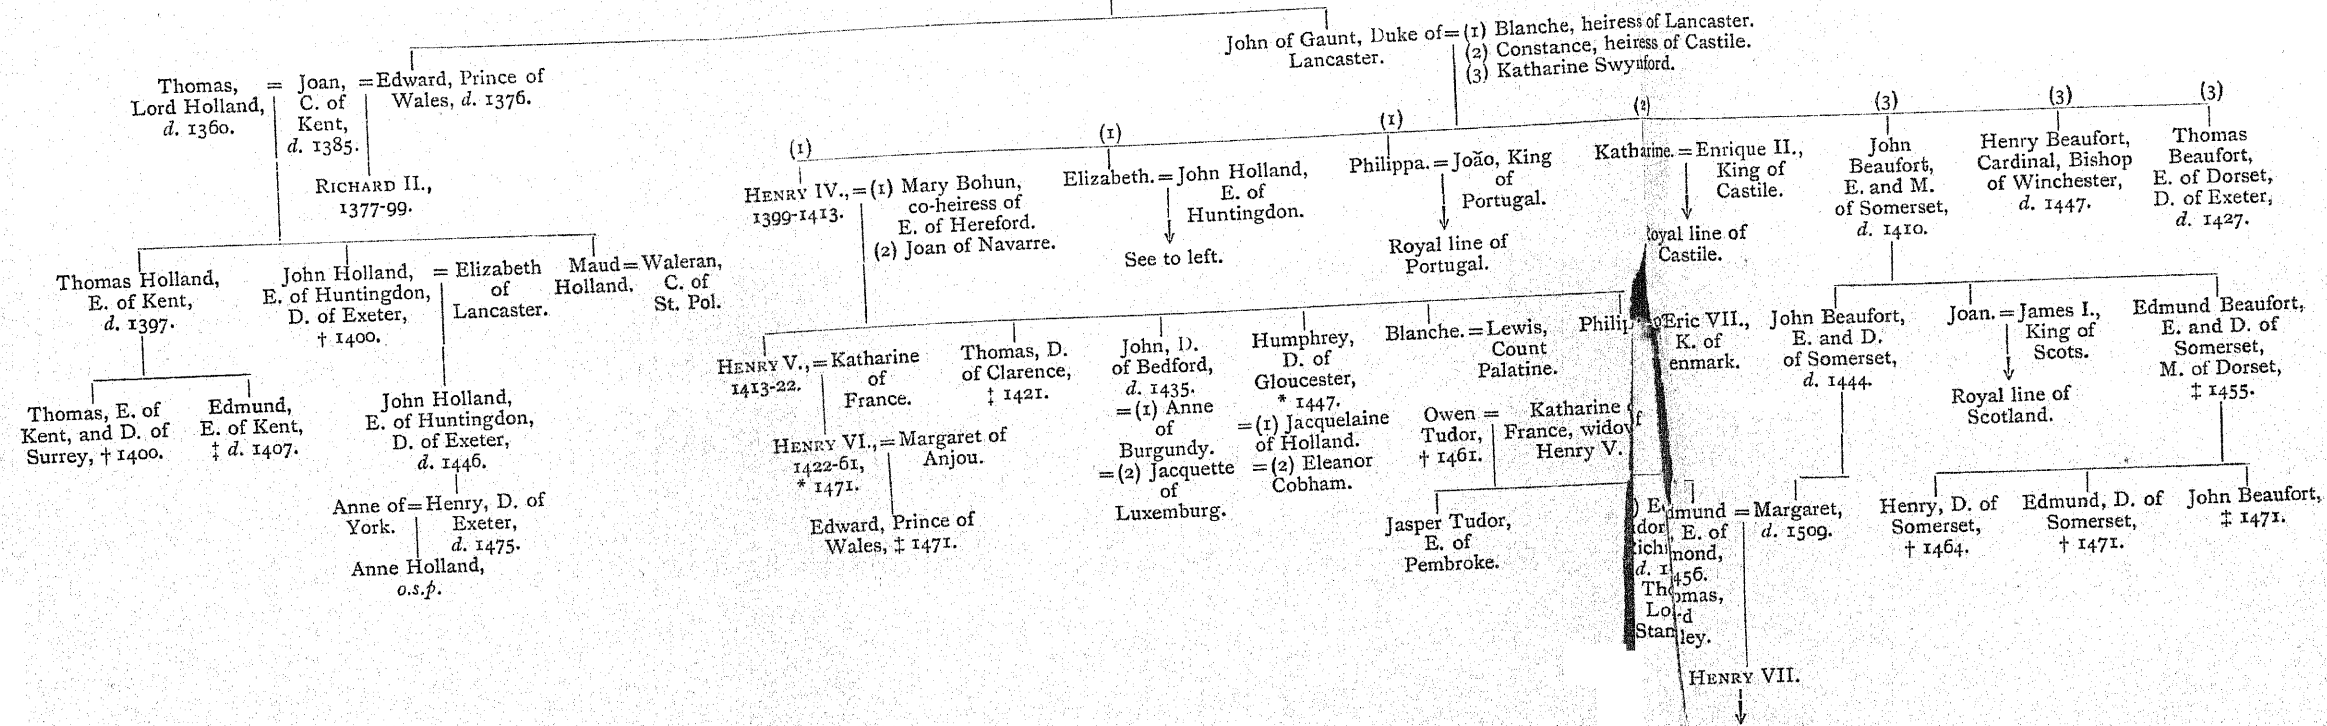 John of Gaunt, Duke of = (1) Blanche, heiress of Lancaster.
Lancaster. (2) Constance, heiress of Castile.
(3) Katharine Swynford.
Thomas, = Joan, = Edward, Prince of
Lord Holland, C. of Wales, d. 1376.
d. 1360. Kent,
d. 1385.
RICHARD II.,
1377-99.
(1) (1) (1) (2) (3) (3) (3)
HENRY IV., = (1) Mary Bohun,
1399-1413. co-heiress of
E. of Hereford.
(2) Joan of Navarre.
Elizabeth. = John Holland,
E. of
Huntingdon.
See to left.
Philippa. = João, King
of
Portugal.
Royal line of
Portugal.
Katharine. = Enrique II.,
King of
Castile.
Royal line of
Castile.
John
Beaufort,
E. and M.
of Somerset,
d. 1410.
Henry Beaufort,
Cardinal, Bishop
of Winchester,
d. 1447.
Thomas
Beaufort,
E. of Dorset,
D. of Exeter,
d. 1427.
Thomas Holland,
E. of Kent,
d. 1397.
John Holland, = Elizabeth
E. of Huntingdon, of
D. of Exeter, Lancaster.
† 1400.
Maud = Waleran,
Holland. C. of
St. Pol.
Thomas, E. of
Kent, and D. of
Surrey, † 1400.
Edmund,
E. of Kent,
‡ d. 1407.
John Holland,
E. of Huntingdon,
D. of Exeter,
d. 1446.
Anne of = Henry, D. of
York. Exeter,
d. 1475.
Anne Holland,
o.s.p.
HENRY V., = Katharine
1413-22. of
France.
Thomas, D.
of Clarence,
‡ 1421.
John, D.
of Bedford,
d. 1435.
= (1) Anne
of
Burgundy.
= (2) Jacquette
of
Luxemburg.
Humphrey,
D. of
Gloucester,
* 1447.
= (1) Jacquelaine
of Holland.
= (2) Eleanor
Cobham.
Blanche. = Lewis,
Count
Palatine.
Eric VII.,
K. of
enmark.
John Beaufort,
E. and D.
of Somerset,
d. 1444.
Joan. = James I.,
King of
Scots.
Royal line of
Scotland.
Edmund Beaufort,
E. and D. of
Somerset,
M. of Dorset,
‡ 1455.
HENRY VI., = Margaret of
1422-61, Anjou.
* 1471.
Edward, Prince of
Wales, ‡ 1471.
Owen = Katharine of
Tudor, France, widow
† 1461. Henry V.
Jasper Tudor,
E. of
Pembroke.
Edmund = Margaret,
dor, E. of d. 1509.
ichmond,
d. 1456.
Thomas,
Lord
Stanley.
Henry, D. of
Somerset,
† 1464.
Edmund, D. of
Somerset,
† 1471.
John Beaufort,
‡ 1471.
HENRY VII.